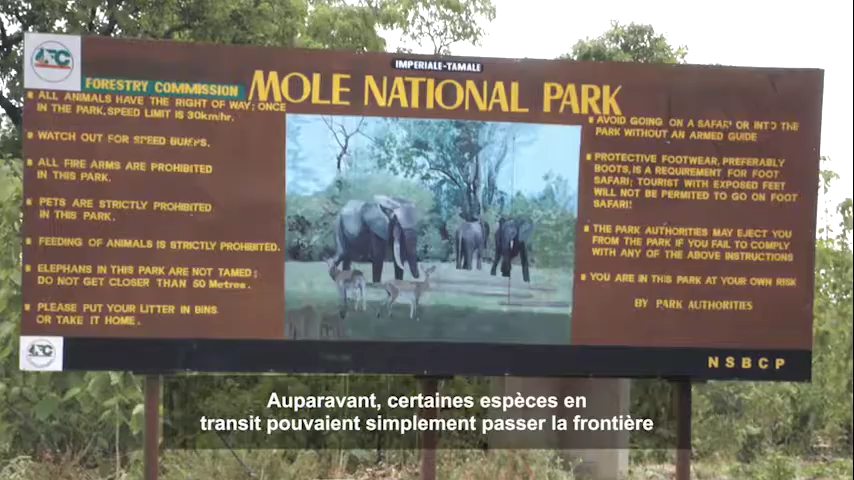 IMPERIALE-TAMALE
AFC
FORESTRY COMMISSION
MOLE NATIONAL PARK
ALL ANIMALS HAVE THE RIGHT OF WAY; ONCE
IN THE PARK, SPEED LIMIT IS 30km/hr.
WATCH OUT FOR SPEED BUMPS.
ALL FIRE ARMS ARE PROHIBITED
IN THIS PARK.
PETS ARE STRICTLY PROHIBITED
IN THIS PARK.
FEEDING OF ANIMALS IS STRICTLY PROHIBITED.
ELEPHANS IN THIS PARK ARE NOT TAMED;
DO NOT GET CLOSER THAN 50 Metres.
PLEASE PUT YOUR LITTER IN BINS
OR TAKE IT HOME.
AVOID GOING ON A SAFARI OR INTO THE
PARK WITHOUT AN ARMED GUIDE
PROTECTIVE FOOTWEAR, PREFERABLY
BOOTS, IS A REQUIREMENT FOR FOOT
SAFARI; TOURIST WITH EXPOSED FEET
WILL NOT BE PERMITED TO GO ON FOOT
SAFARI!
THE PARK AUTHORITIES MAY EJECT YOU
FROM THE PARK IF YOU FAIL TO COMPLY
WITH ANY OF THE ABOVE INSTRUCTIONS
YOU ARE IN THIS PARK AT YOUR OWN RISK
BY PARK AUTHORITIES
NSBCP
Auparavant, certaines espèces en
transit pouvaient simplement passer la frontière